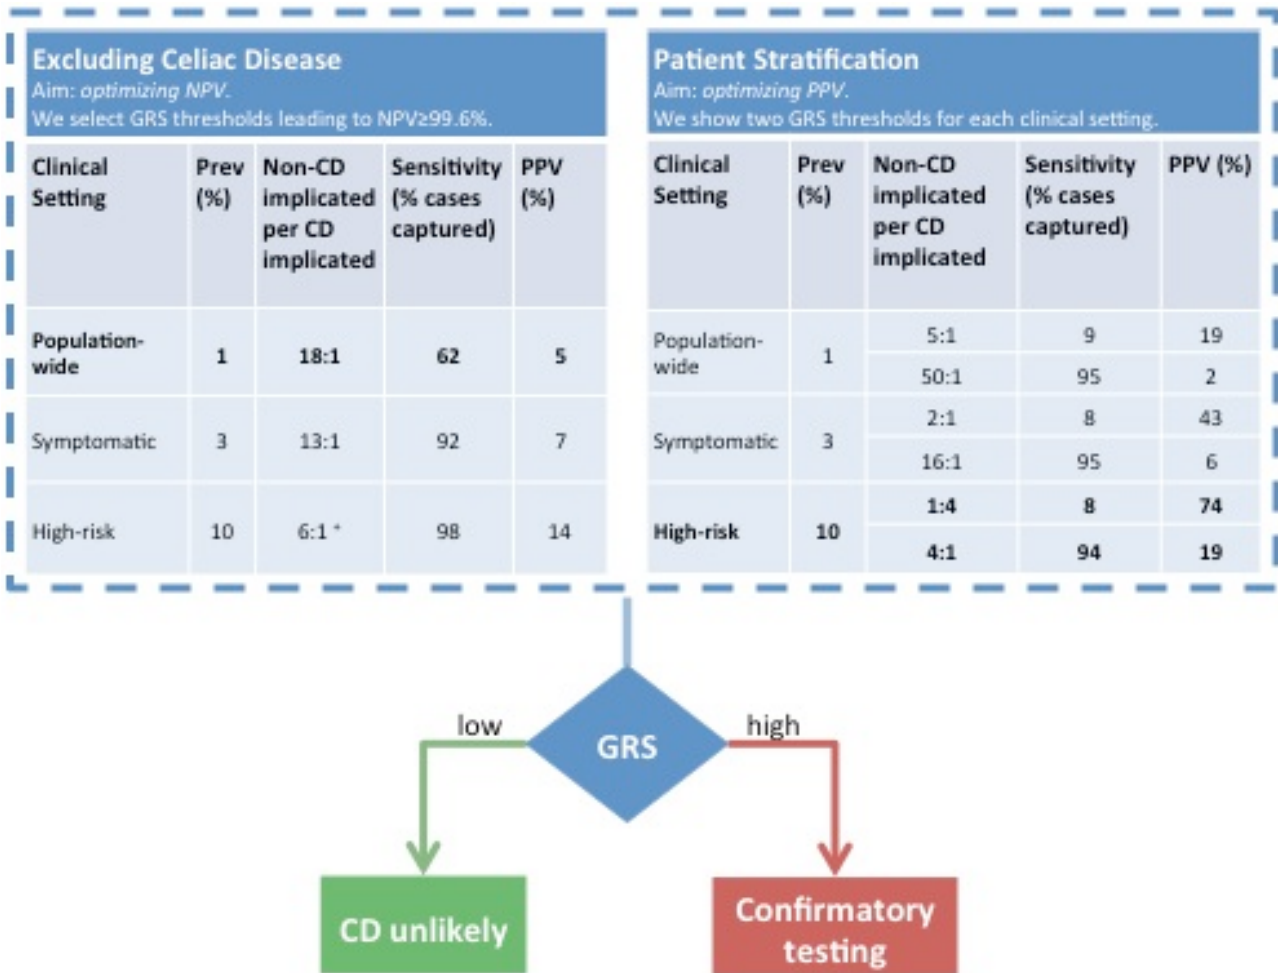 Excluding Celiac Disease
Aim: optimizing NPV.
We select GRS thresholds leading to NPV≥99.6%.
Clinical Setting Prev (%) Non-CD implicated per CD implicated Sensitivity (% cases captured) PPV (%)
Population-wide 1 18:1 62 5
Symptomatic 3 13:1 92 7
High-risk 10 6:1 + 98 14
Patient Stratification
Aim: optimizing PPV.
We show two GRS thresholds for each clinical setting.
Clinical Setting Prev (%) Non-CD implicated per CD implicated Sensitivity (% cases captured) PPV (%)
Population-wide 1 5:1 9 19
50:1 95 2
Symptomatic 3 2:1 8 43
16:1 95 6
High-risk 10 1:4 8 74
4:1 94 19
low
GRS
high
CD unlikely
Confirmatory
testing